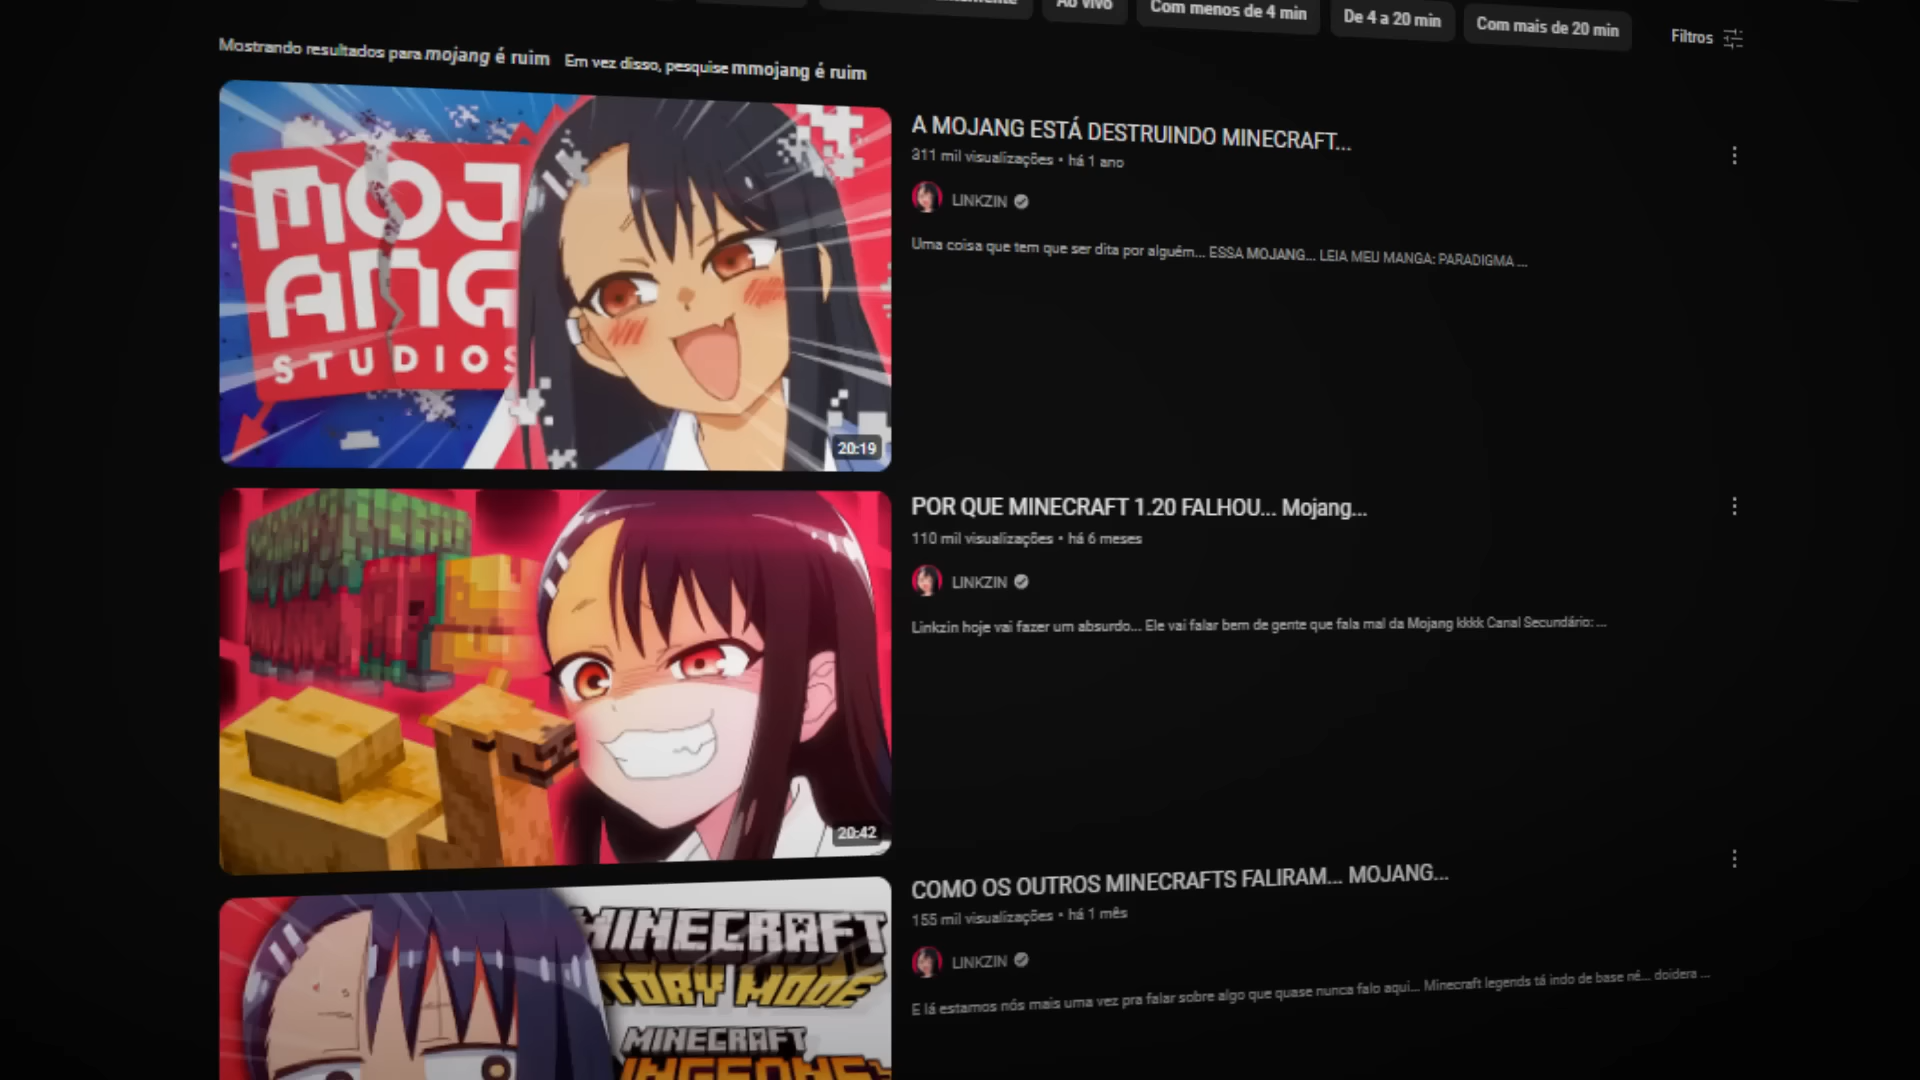 Ao vivo
Com menos de 4 min
De 4 a 20 min
Com mais de 20 min
Filtros
Mostrando resultados para mojang é ruim Em vez disso, pesquise mmojang é ruim
MOJ
ANG
STUDIOS
20:19
A MOJANG ESTÁ DESTRUINDO MINECRAFT...
311 mil visualizações • há 1 ano
LINKZIN
Uma coisa que tem que ser dita por alguém... ESSA MOJANG... LEIA MEU MANGA: PARADIGMA ...
20:42
POR QUE MINECRAFT 1.20 FALHOU... Mojang...
110 mil visualizações • há 6 meses
LINKZIN
Linkzin hoje vai fazer um absurdo... Ele vai falar bem de gente que fala mal da Mojang kkkk Canal Secundário: ...
MINECRAFT
TORY MODE
MINECRAFT
COMO OS OUTROS MINECRAFTS FALIRAM... MOJANG...
155 mil visualizações • há 1 mês
LINKZIN
E lá estamos nós mais uma vez pra falar sobre algo que quase nunca falo aqui... Minecraft legends tá indo de base né... doidera ...